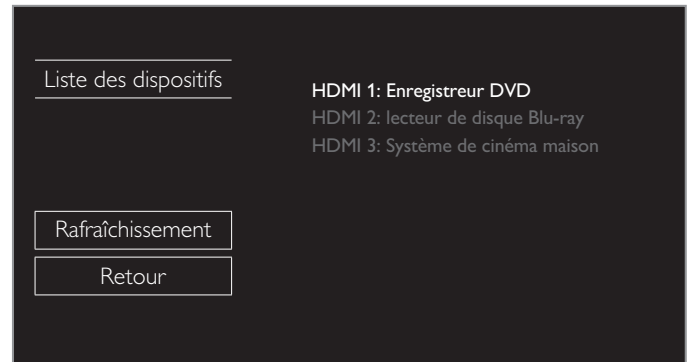 Liste des dispositifs
HDMI 1: Enregistreur DVD
HDMI 2: lecteur de disque Blu-ray
HDMI 3: Système de cinéma maison
Rafraîchissement
Retour